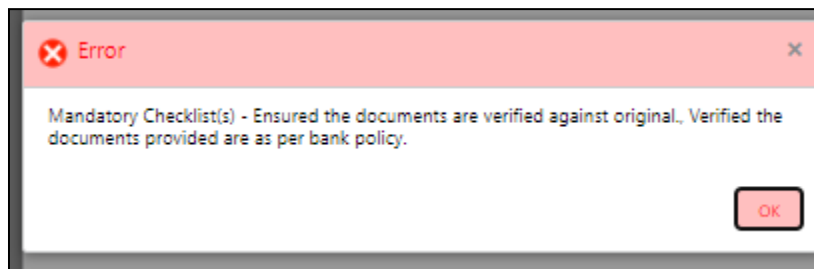 Error
Mandatory Checklist(s) - Ensured the documents are verified against original., Verified the
documents provided are as per bank policy.
OK